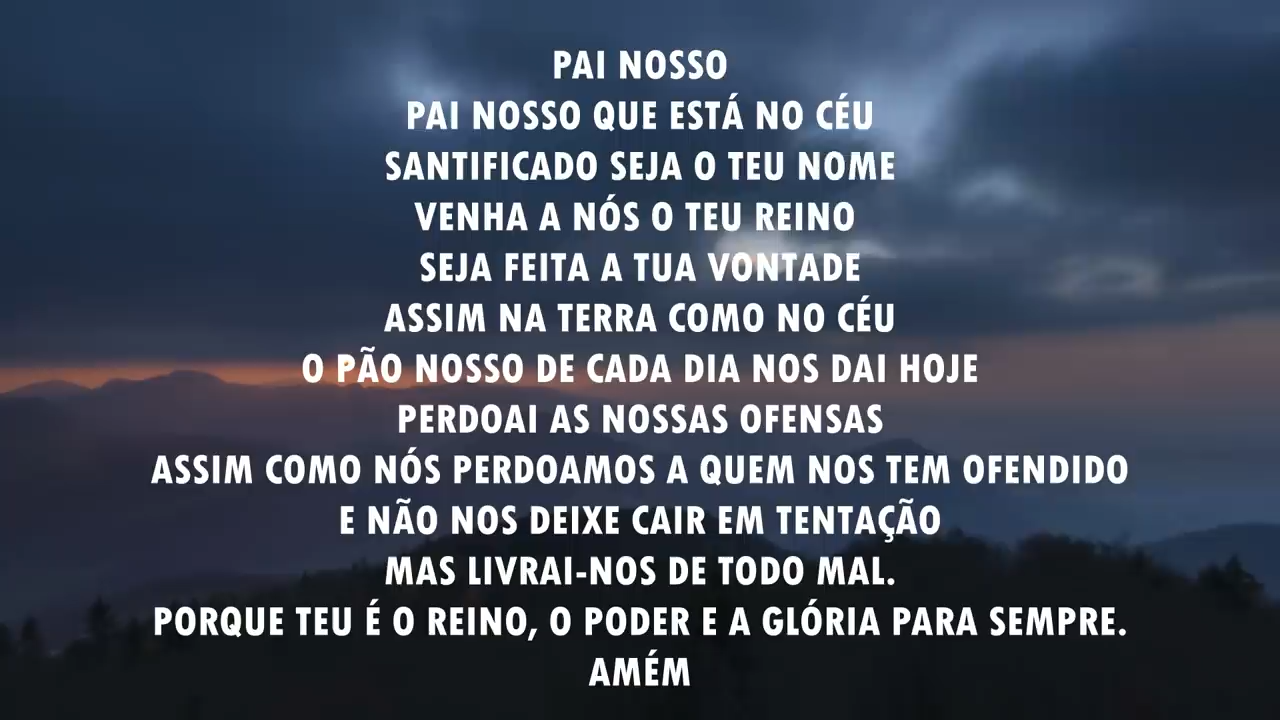 PAI NOSSO
PAI NOSSO QUE ESTÁ NO CÉU
SANTIFICADO SEJA O TEU NOME
VENHA A NÓS O TEU REINO
SEJA FEITA A TUA VONTADE
ASSIM NA TERRA COMO NO CÉU
O PÃO NOSSO DE CADA DIA NOS DAI HOJE
PERDOAI AS NOSSAS OFENSAS
ASSIM COMO NÓS PERDOAMOS A QUEM NOS TEM OFENDIDO
E NÃO NOS DEIXE CAIR EM TENTAÇÃO
MAS LIVRAI-NOS DE TODO MAL.
PORQUE TEU É O REINO, O PODER E A GLÓRIA PARA SEMPRE.
AMÉM